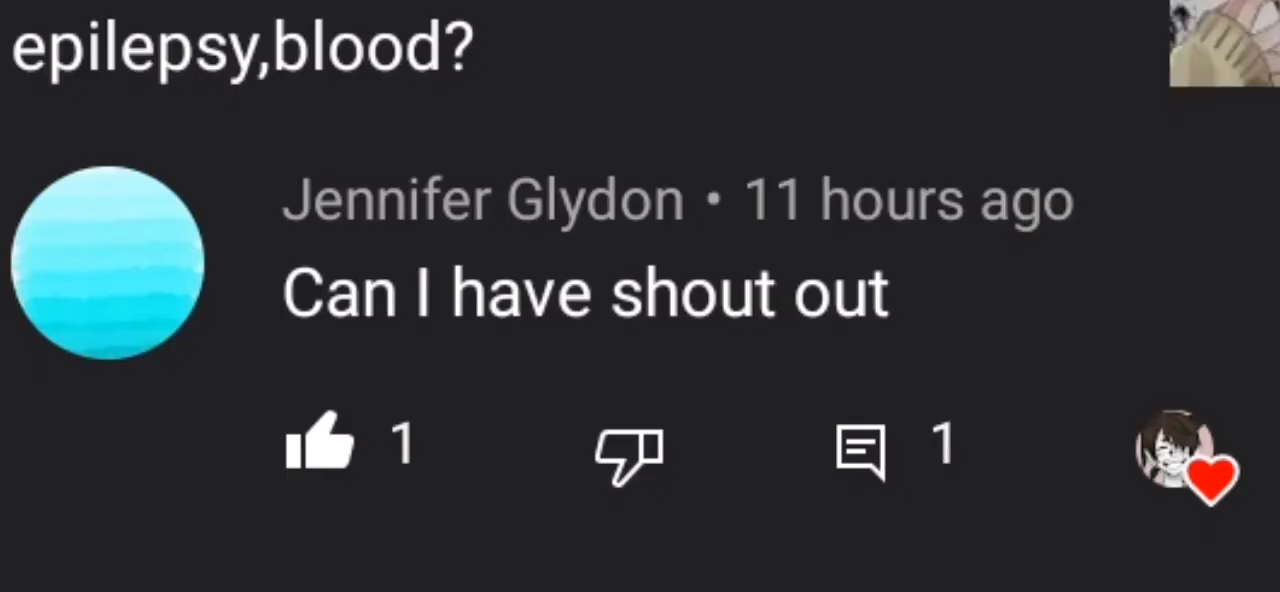 epilepsy,blood?
Jennifer Glydon • 11 hours ago
Can I have shout out
1
1